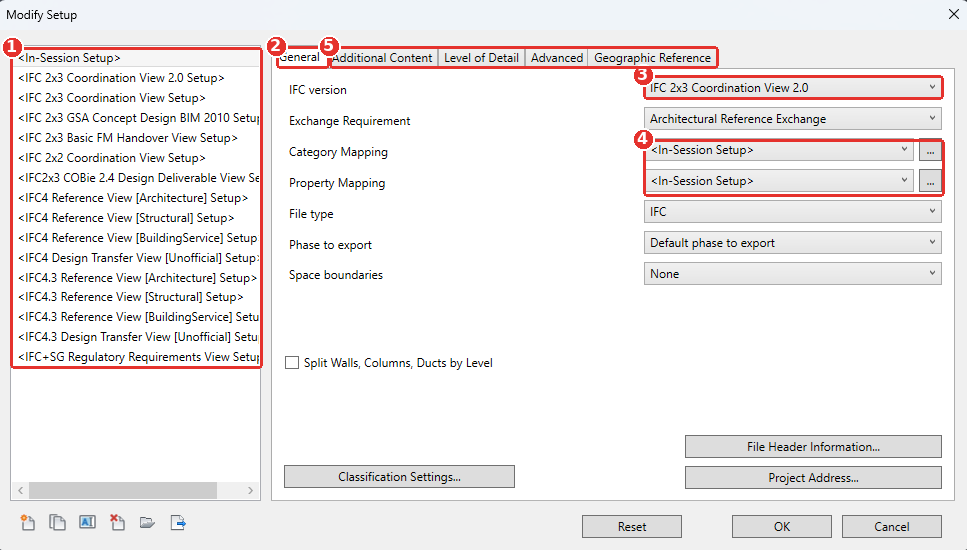 Modify Setup
1
<In-Session Setup>
<IFC 2x3 Coordination View 2.0 Setup>
<IFC 2x3 Coordination View Setup>
<IFC 2x3 GSA Concept Design BIM 2010 Setu
<IFC 2x3 Basic FM Handover View Setup>
<IFC 2x2 Coordination View Setup>
<IFC2x3 COBie 2.4 Design Deliverable View Se
<IFC4 Reference View [Architecture] Setup>
<IFC4 Reference View [Structural] Setup>
<IFC4 Reference View [BuildingService] Setup
<IFC4 Design Transfer View [Unofficial] Setup>
<IFC4.3 Reference View [Architecture] Setup>
<IFC4.3 Reference View [Structural] Setup>
<IFC4.3 Reference View [BuildingService] Setu
<IFC4.3 Design Transfer View [Unofficial] Setu
<IFC+SG Regulatory Requirements View Setup
2 5
General Additional Content Level of Detail Advanced Geographic Reference
3
IFC version IFC 2x3 Coordination View 2.0
Exchange Requirement Architectural Reference Exchange
4
Category Mapping <In-Session Setup> ...
Property Mapping <In-Session Setup> ...
File type IFC
Phase to export Default phase to export
Space boundaries None
Split Walls, Columns, Ducts by Level
File Header Information...
Classification Settings... Project Address...
Reset OK Cancel